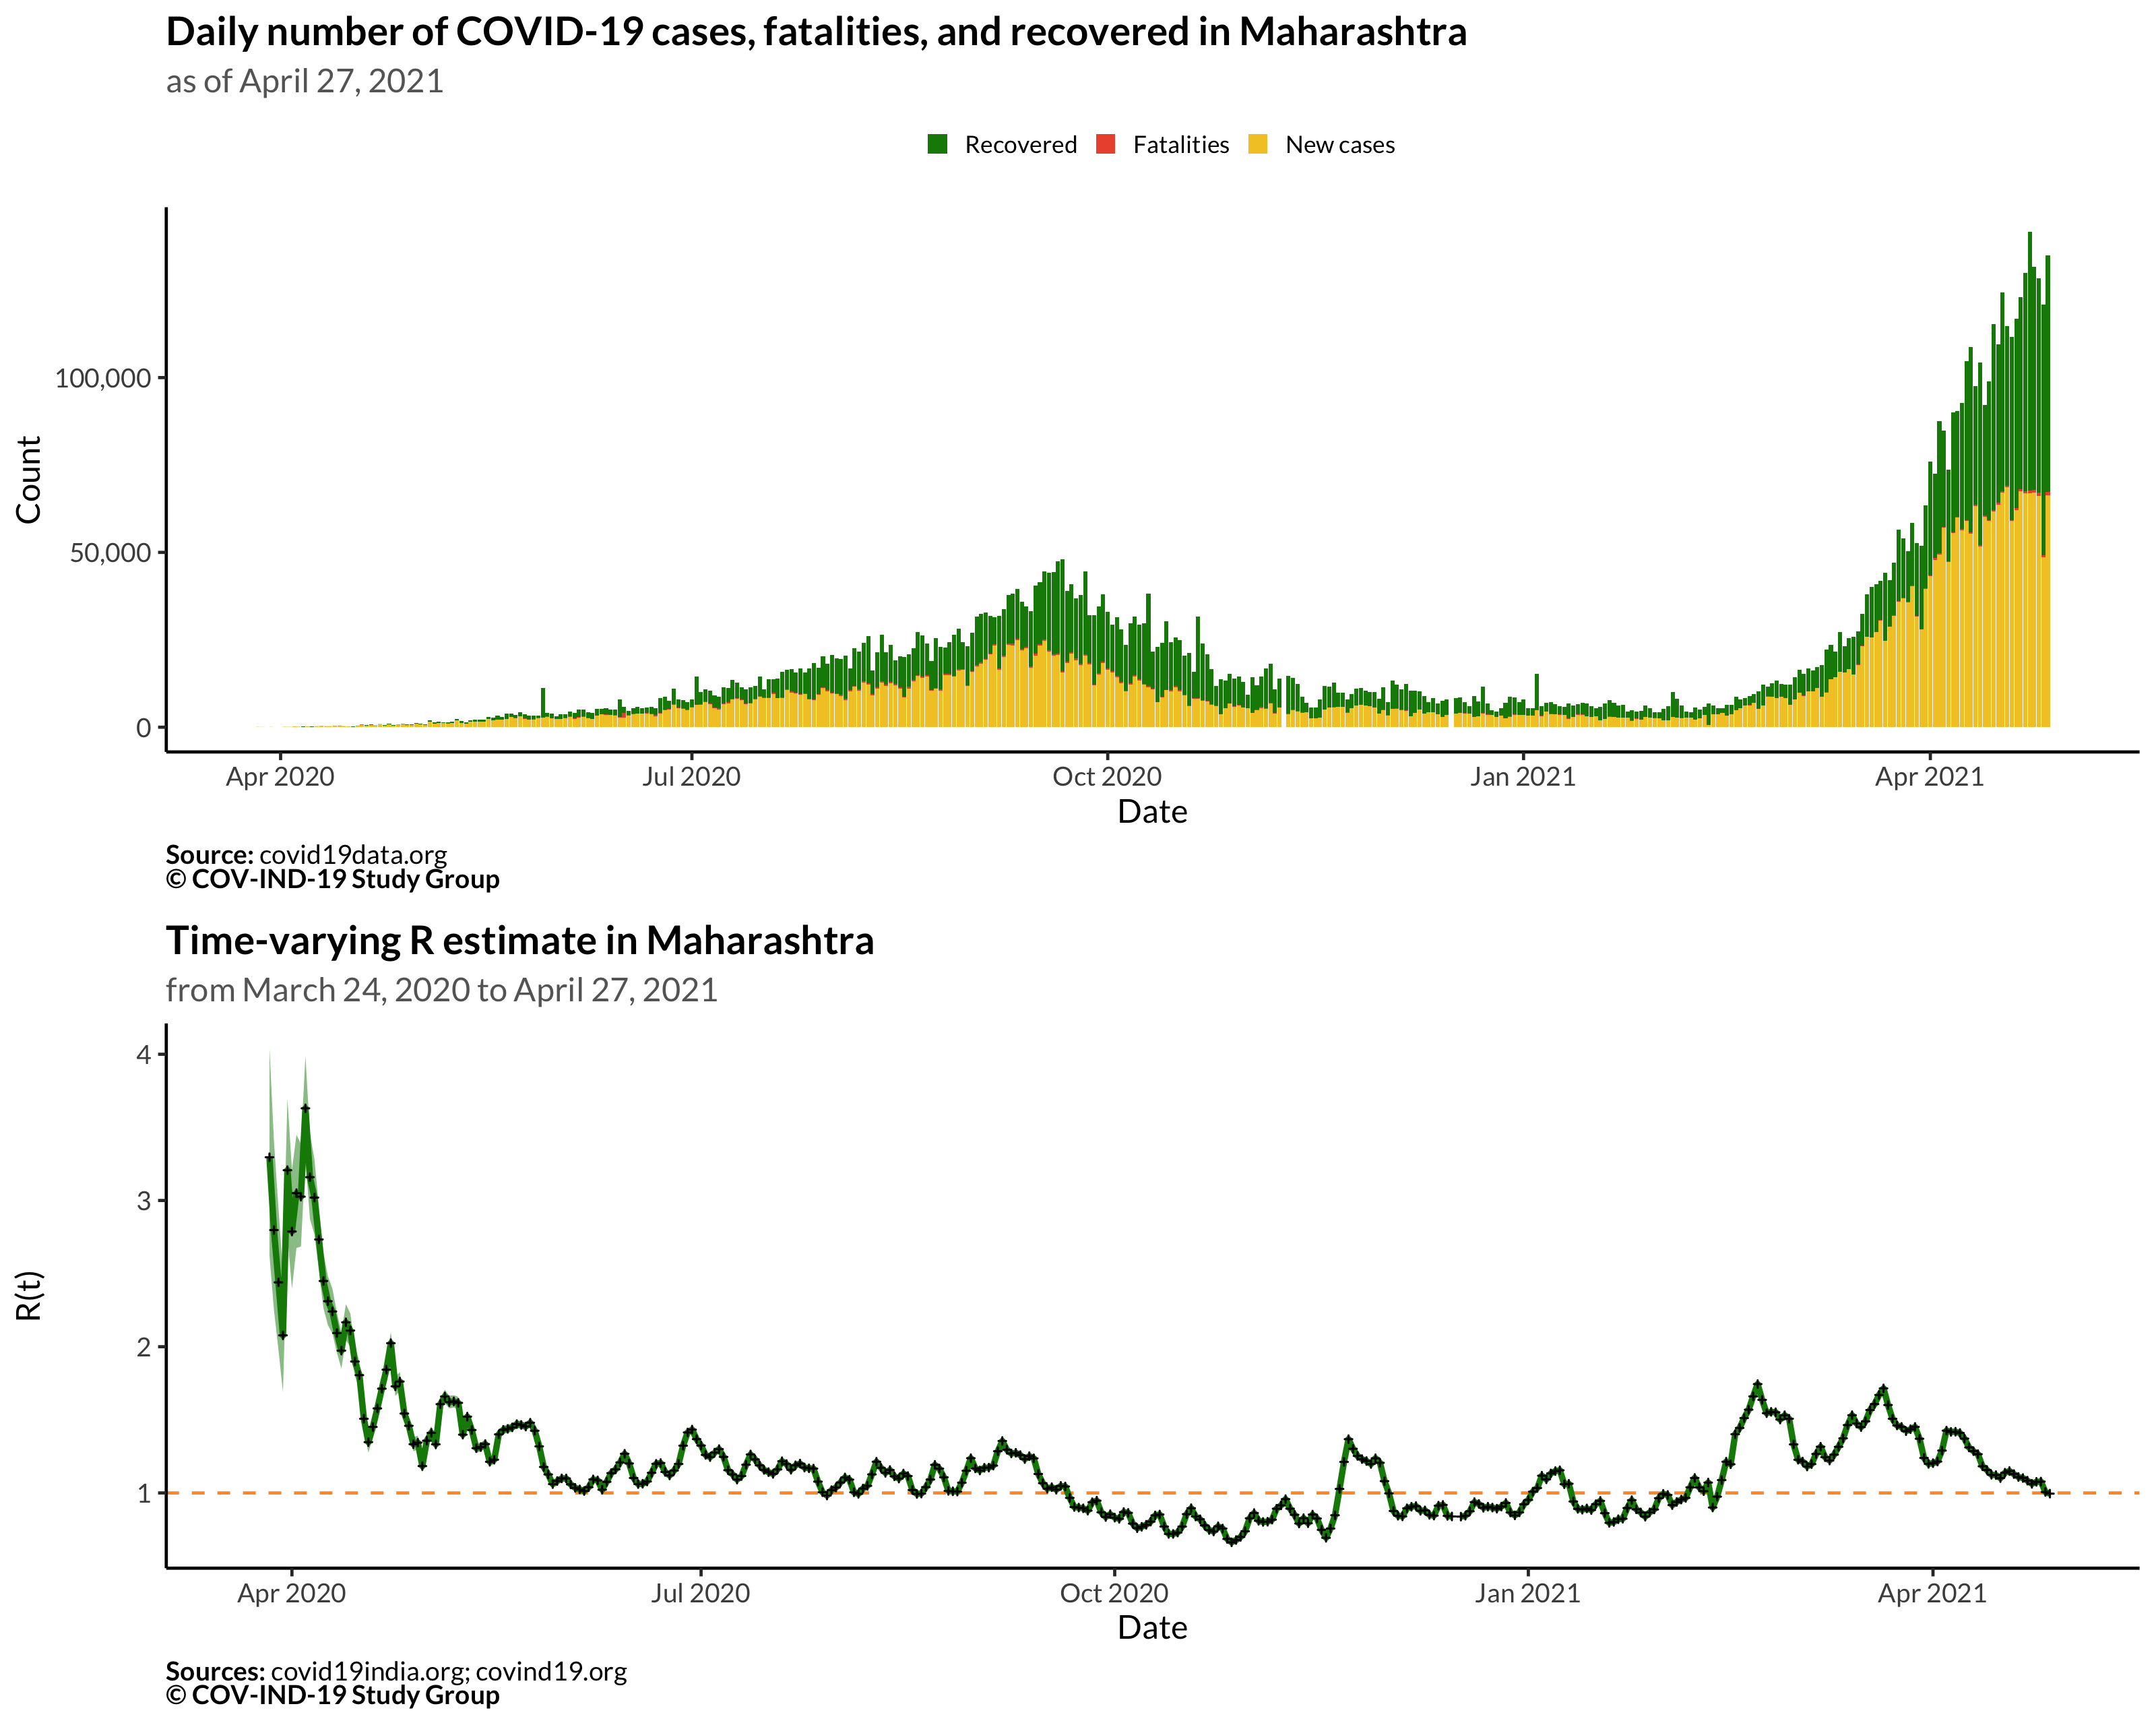 Daily number of COVID-19 cases, fatalities, and recovered in Maharashtra
as of April 27, 2021
Recovered Fatalities New cases
Count
100,000
50,000
0
Apr 2020 Jul 2020 Oct 2020 Jan 2021 Apr 2021
Date
Source: covid19data.org
© COV-IND-19 Study Group
Time-varying R estimate in Maharashtra
from March 24, 2020 to April 27, 2021
R(t)
4
3
2
1
Apr 2020 Jul 2020 Oct 2020 Jan 2021 Apr 2021
Date
Sources: covid19india.org; covind19.org
© COV-IND-19 Study Group